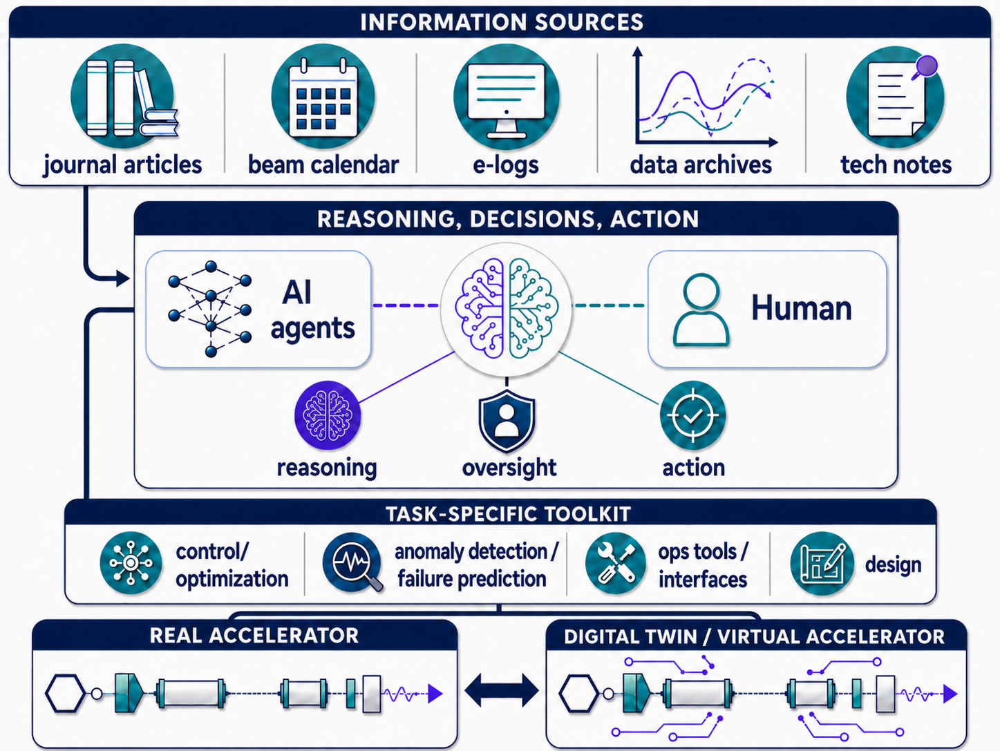 INFORMATION SOURCES
journal articles
beam calendar
e-logs
data archives
tech notes
REASONING, DECISIONS, ACTION
AI
agents
Human
reasoning
oversight
action
TASK-SPECIFIC TOOLKIT
control/
optimization
anomaly detection /
failure prediction
ops tools /
interfaces
design
REAL ACCELERATOR
DIGITAL TWIN / VIRTUAL ACCELERATOR